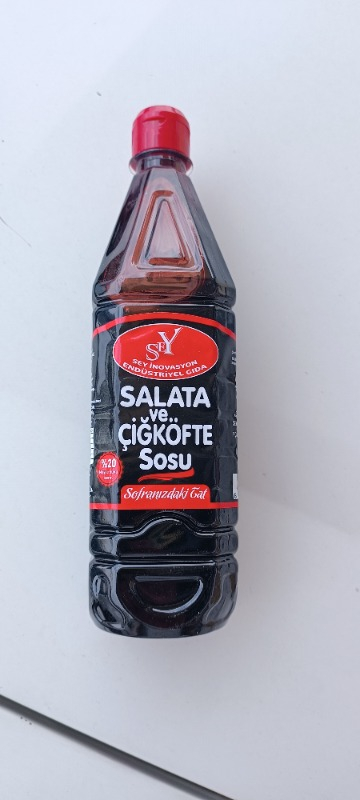 SEY
SEY İNOVASYON
ENDÜSTRİYEL GIDA
SALATA
ve
ÇİĞKÖFTE
Sosu
%20
Sofranızdaki Tat